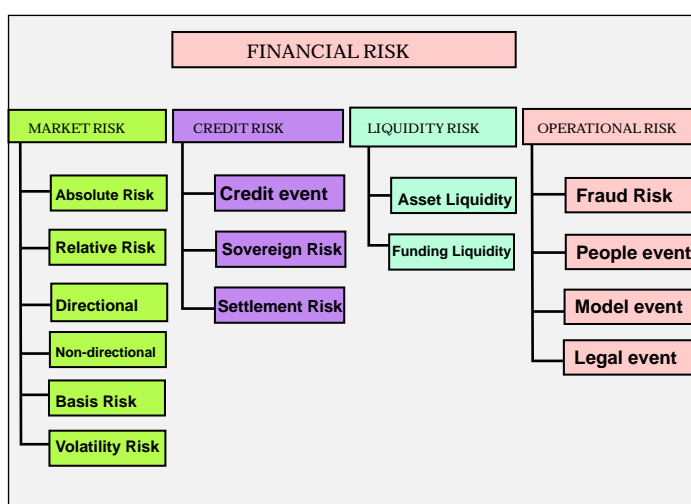 FINANCIAL RISK
MARKET RISK
CREDIT RISK
LIQUIDITY RISK
OPERATIONAL RISK
Absolute Risk
Relative Risk
Directional
Non-directional
Basis Risk
Volatility Risk
Credit event
Sovereign Risk
Settlement Risk
Asset Liquidity
Funding Liquidity
Fraud Risk
People event
Model event
Legal event